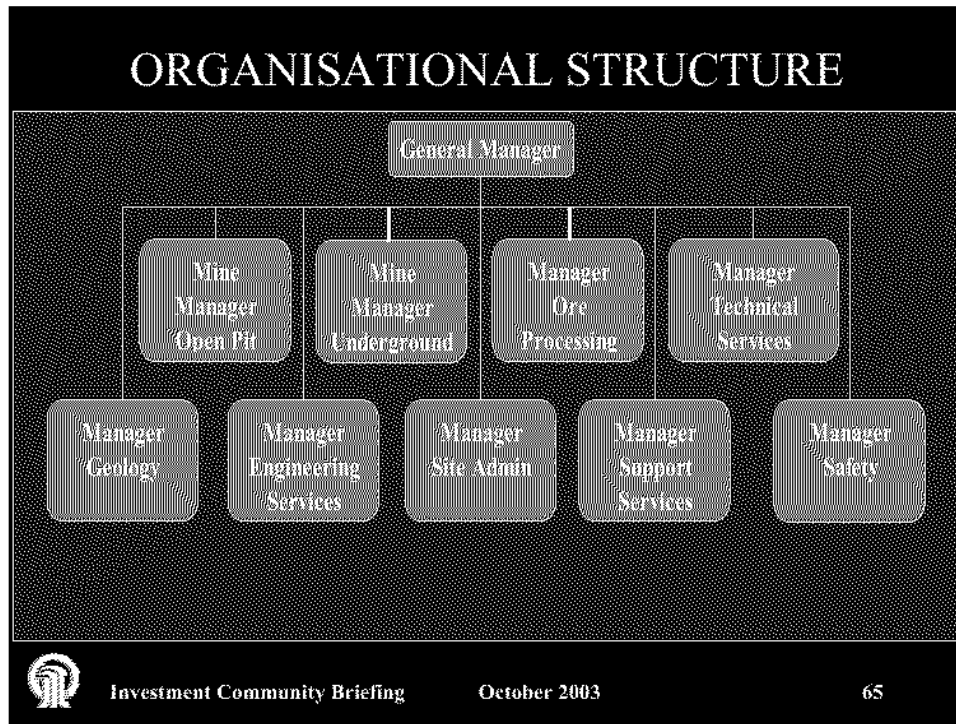 ORGANISATIONAL STRUCTURE
General Manager
Mine
Manager
Open Pit
Mine
Manager
Underground
Manager
Ore
Processing
Manager
Technical
Services
Manager
Geology
Manager
Engineering
Services
Manager
Site Admin
Manager
Support
Services
Manager
Safety
Investment Community Briefing October 2003 65